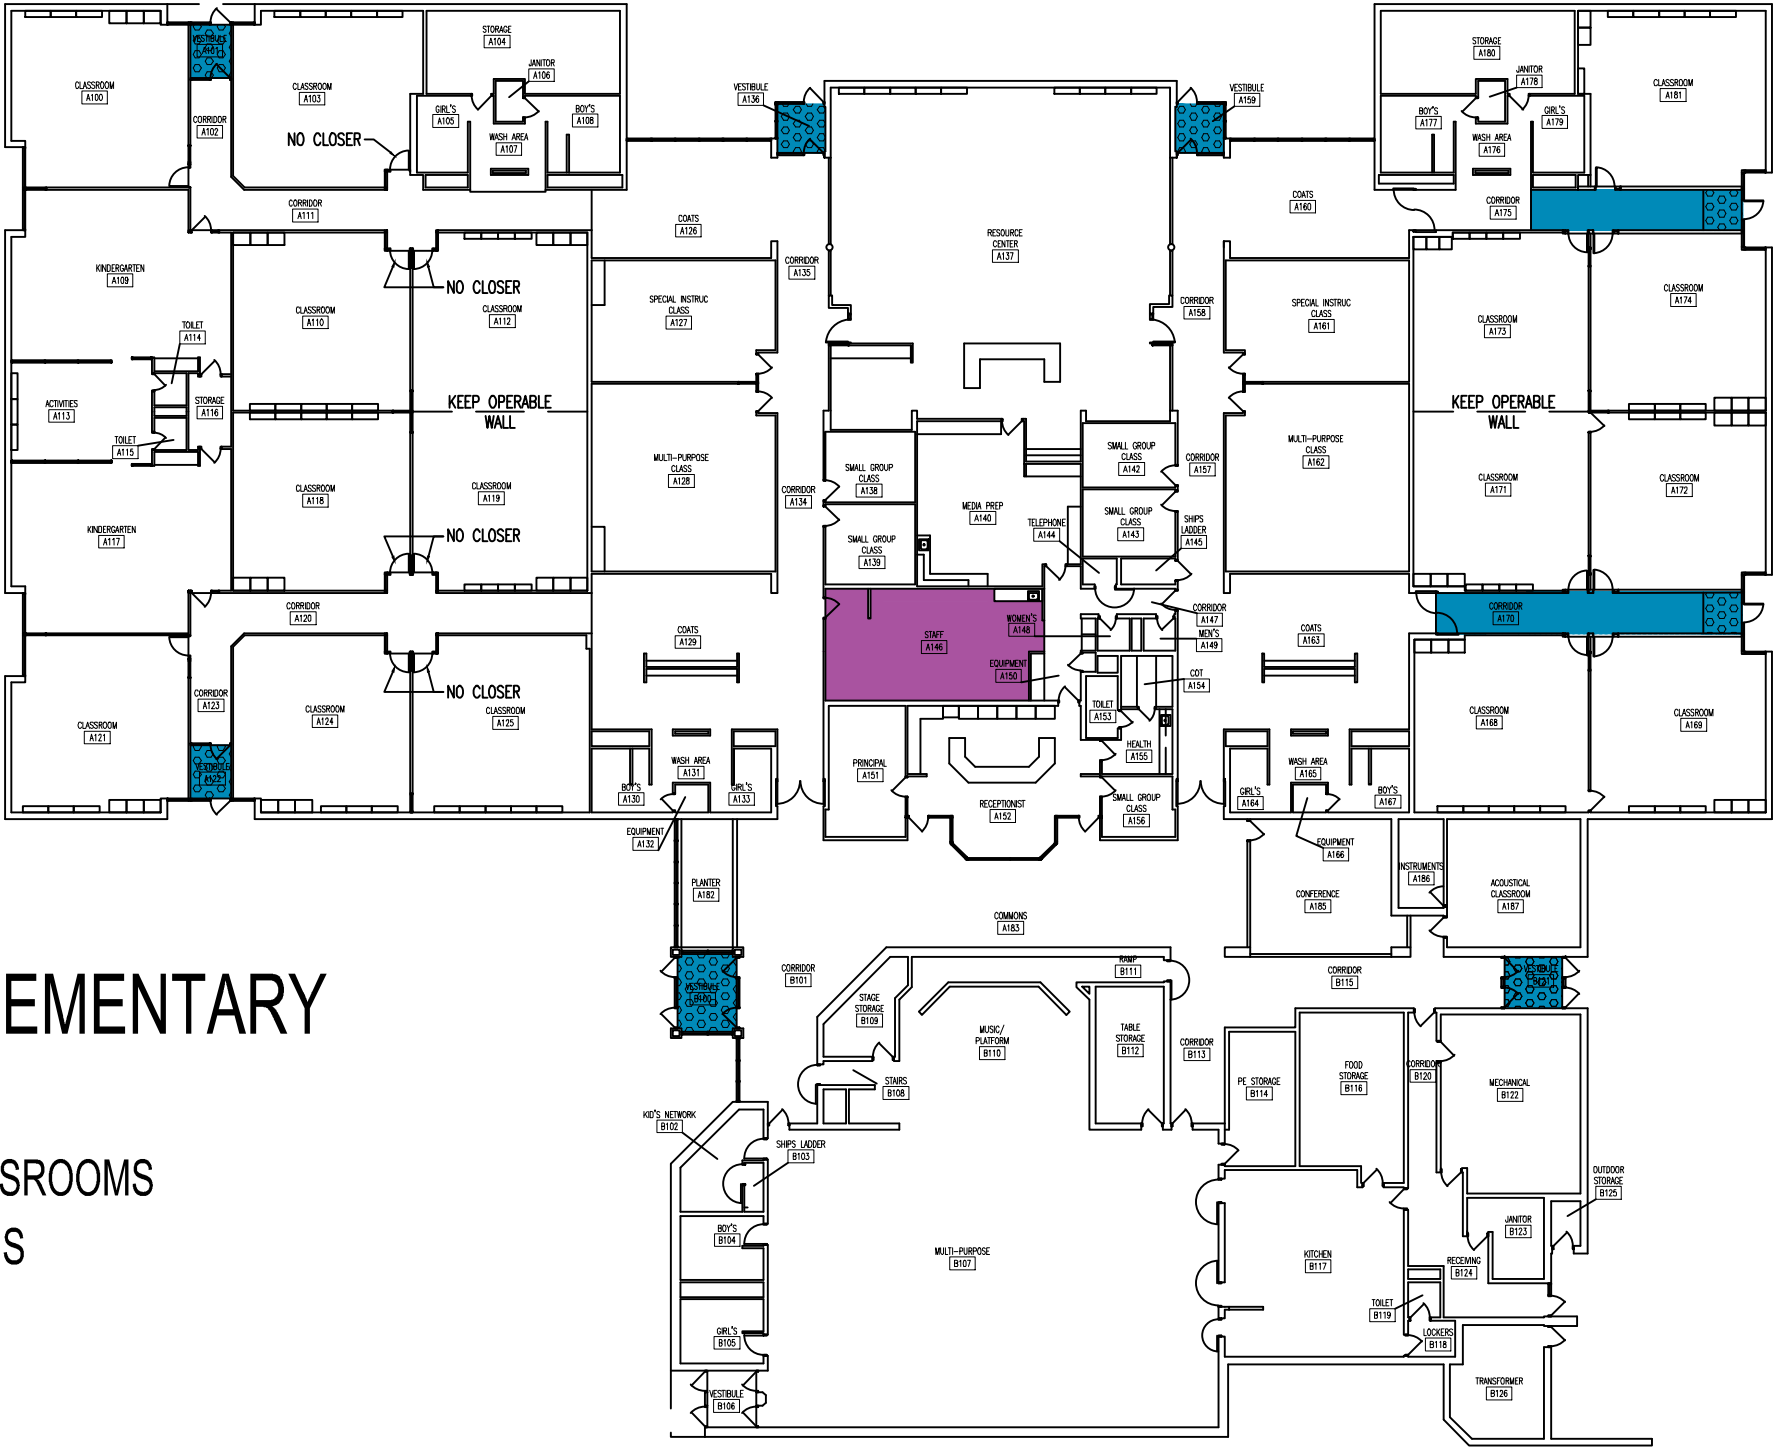 VESTIBULE
A101
CLASSROOM
A100
CLASSROOM
A103
STORAGE
A104
JANITOR
A106
GIRL'S
A105
BOY'S
A108
WASH AREA
A107
CORRIDOR
A102
NO CLOSER
CORRIDOR
A111
VESTIBULE
A136
VESTIBULE
A159
STORAGE
A180
JANITOR
A178
BOY'S
A177
GIRL'S
A179
WASH AREA
A176
CLASSROOM
A181
CORRIDOR
A175
COATS
A126
COATS
A160
RESOURCE
CENTER
A137
CORRIDOR
A135
CORRIDOR
A158
KINDERGARTEN
A109
NO CLOSER
CLASSROOM
A110
CLASSROOM
A112
SPECIAL INSTRUC
CLASS
A127
SPECIAL INSTRUC
CLASS
A161
CLASSROOM
A173
CLASSROOM
A174
TOILET
A114
ACTIVITIES
A113
STORAGE
A116
TOILET
A115
KEEP OPERABLE
WALL
KEEP OPERABLE
WALL
MULTI-PURPOSE
CLASS
A128
MULTI-PURPOSE
CLASS
A162
SMALL GROUP
CLASS
A138
SMALL GROUP
CLASS
A142
CORRIDOR
A157
CORRIDOR
A134
CLASSROOM
A118
CLASSROOM
A119
CLASSROOM
A171
CLASSROOM
A172
MEDIA PREP
A140
SMALL GROUP
CLASS
A143
TELEPHONE
A144
SHIPS
LADDER
A145
KINDERGARTEN
A117
NO CLOSER
SMALL GROUP
CLASS
A139
CORRIDOR
A120
CORRIDOR
A147
CORRIDOR
A170
WOMEN'S
A148
STAFF
A146
MEN'S
A149
COATS
A129
COATS
A163
EQUIPMENT
A150
COT
A154
CORRIDOR
A123
NO CLOSER
CLASSROOM
A121
CLASSROOM
A124
CLASSROOM
A125
TOILET
A153
HEALTH
A155
CLASSROOM
A168
CLASSROOM
A169
VESTIBULE
A122
WASH AREA
A131
BOY'S
A130
GIRL'S
A133
PRINCIPAL
A151
RECEPTIONIST
A152
SMALL GROUP
CLASS
A156
WASH AREA
A165
GIRL'S
A164
BOY'S
A167
EQUIPMENT
A132
EQUIPMENT
A166
PLANTER
A182
INSTRUMENTS
A186
CONFERENCE
A185
ACOUSTICAL
CLASSROOM
A187
COMMONS
A183
EMENTARY
CORRIDOR
B101
VESTIBULE
B100
RAMP
B111
CORRIDOR
B115
VESTIBULE
B121
STAGE
STORAGE
B109
MUSIC/
PLATFORM
B110
TABLE
STORAGE
B112
CORRIDOR
B113
PE STORAGE
B114
FOOD
STORAGE
B116
CORRIDOR
B120
MECHANICAL
B122
STAIRS
B108
KID'S NETWORK
B102
SHIPS LADDER
B103
SROOMS
S
OUTDOOR
STORAGE
B125
BOY'S
B104
JANITOR
B123
MULTI-PURPOSE
B107
KITCHEN
B117
RECEIVING
B124
TOILET
B119
GIRL'S
B105
LOCKERS
B118
VESTIBULE
B106
TRANSFORMER
B126